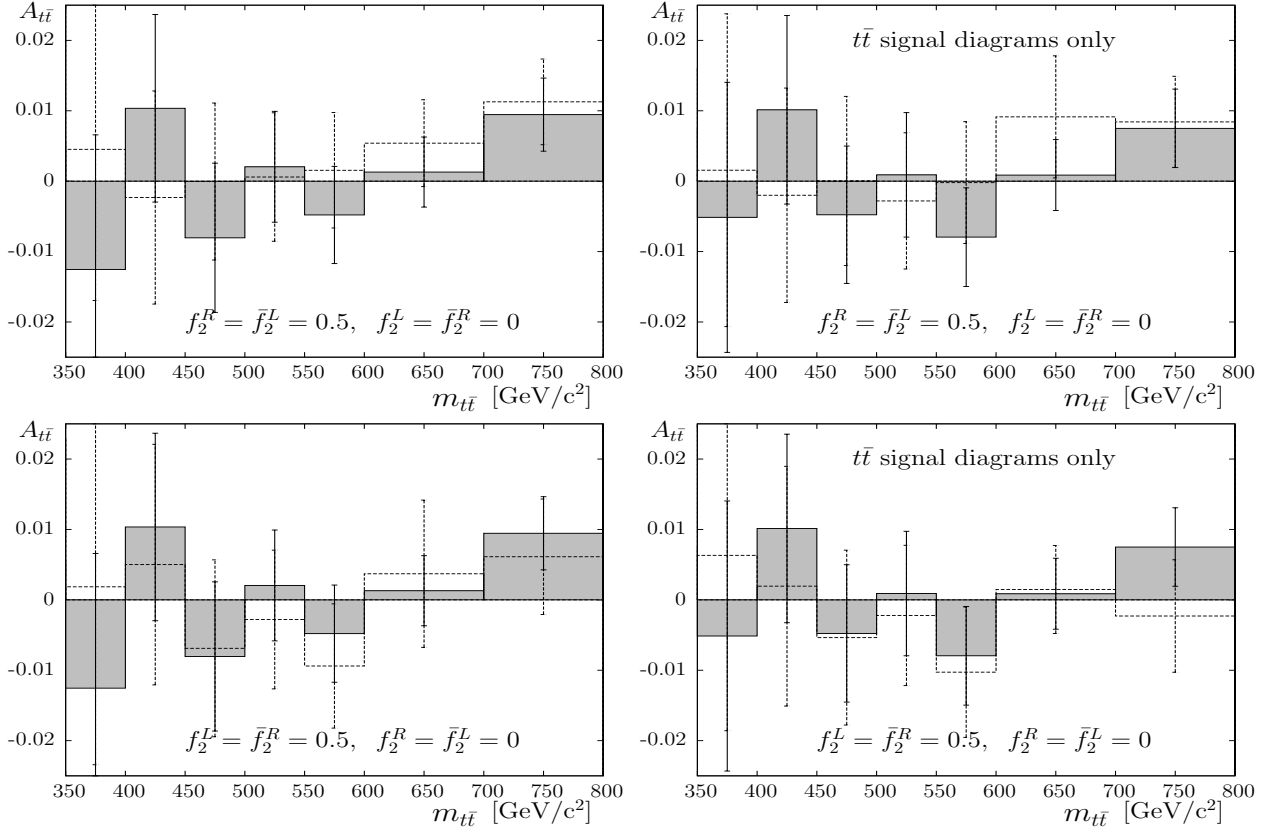 A_{t\bar{t}}
0.02
0.01
0
-0.01
-0.02
f_2^R = \bar{f}_2^L = 0.5, f_2^L = \bar{f}_2^R = 0
350 400 450 500 550 600 650 700 750 800
m_{t\bar{t}} [GeV/c²]
A_{t\bar{t}}
t\bar{t} signal diagrams only
0.02
0.01
0
-0.01
-0.02
f_2^R = \bar{f}_2^L = 0.5, f_2^L = \bar{f}_2^R = 0
350 400 450 500 550 600 650 700 750 800
m_{t\bar{t}} [GeV/c²]
A_{t\bar{t}}
0.02
0.01
0
-0.01
-0.02
f_2^L = \bar{f}_2^R = 0.5, f_2^R = \bar{f}_2^L = 0
350 400 450 500 550 600 650 700 750 800
m_{t\bar{t}} [GeV/c²]
A_{t\bar{t}}
t\bar{t} signal diagrams only
0.02
0.01
0
-0.01
-0.02
f_2^L = \bar{f}_2^R = 0.5, f_2^R = \bar{f}_2^L = 0
350 400 450 500 550 600 650 700 750 800
m_{t\bar{t}} [GeV/c²]